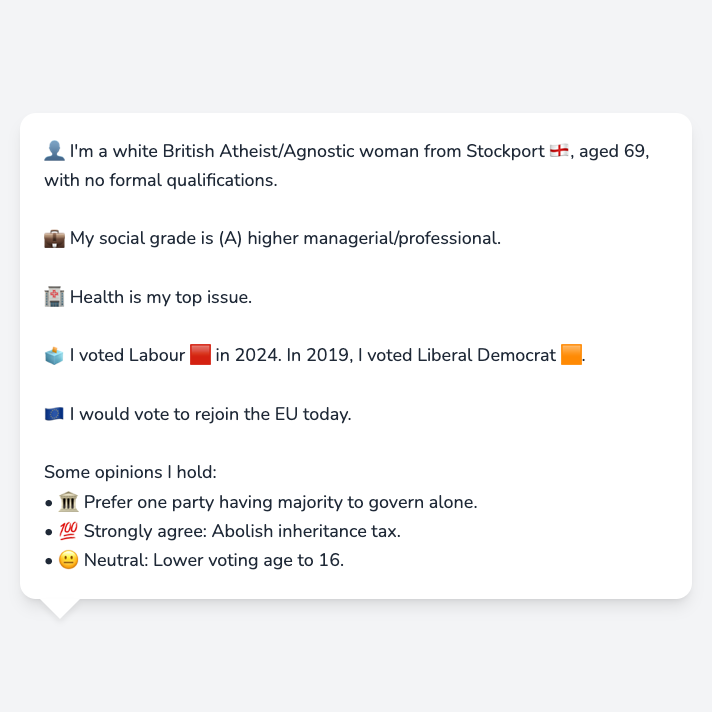 👤 I'm a white British Atheist/Agnostic woman from Stockport 🏴󠁧󠁢󠁥󠁮󠁧󠁿, aged 69,
with no formal qualifications.
💼 My social grade is (A) higher managerial/professional.
🏥 Health is my top issue.
🗳️ I voted Labour 🟥 in 2024. In 2019, I voted Liberal Democrat 🟧.
🇪🇺 I would vote to rejoin the EU today.
Some opinions I hold:
• 🏛️ Prefer one party having majority to govern alone.
• 💯 Strongly agree: Abolish inheritance tax.
• 😐 Neutral: Lower voting age to 16.